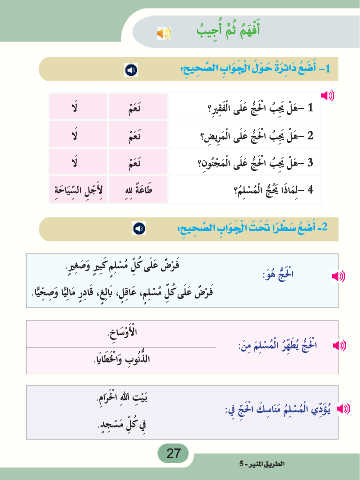 أَفْهَمُ ثُمَّ أُجِيبُ
1- أَضَعُ دَائِرَةً حَوْلَ الْجَوَابِ الصَّحِيحِ:
1 -هَلْ يَجِبُ الْحَجُّ عَلَى الْفَقِيرِ؟ نَعَمْ لَا
2 -هَلْ يَجِبُ الْحَجُّ عَلَى الْمَرِيضِ؟ نَعَمْ لَا
3 -هَلْ يَجِبُ الْحَجُّ عَلَى الْمَجْنُونِ؟ نَعَمْ لَا
4 -لِمَاذَا يَحُجُّ الْمُسْلِمُ؟ طَاعَةً لِلهِ لِأَجْلِ السِّيَاحَةِ
2- أَضَعُ سَطْرًا تَحْتَ الْجَوَابِ الصَّحِيحِ:
فَرْضٌ عَلَى كُلِّ مُسْلِمٍ كَبِيرٍ وَصَغِيرٍ.
الْحَجُّ هُوَ:
فَرْضٌ عَلَى كُلِّ مُسْلِمٍ، عَاقِلٍ، بَالِغٍ، قَادِرٍ مَالِيًّا وَصِحِّيًّا.
الْأَوْسَاخِ.
الْحَجُّ يُطَهِّرُ الْمُسْلِمَ مِنَ:
الذُّنُوبِ وَالْخَطَايَا.
بَيْتِ اللهِ الْحَرَامِ.
يُؤَدِّي الْمُسْلِمُ مَنَاسِكَ الْحَجِّ فِي:
فِي كُلِّ مَسْجِدٍ.
27
الطريق المنير - 5